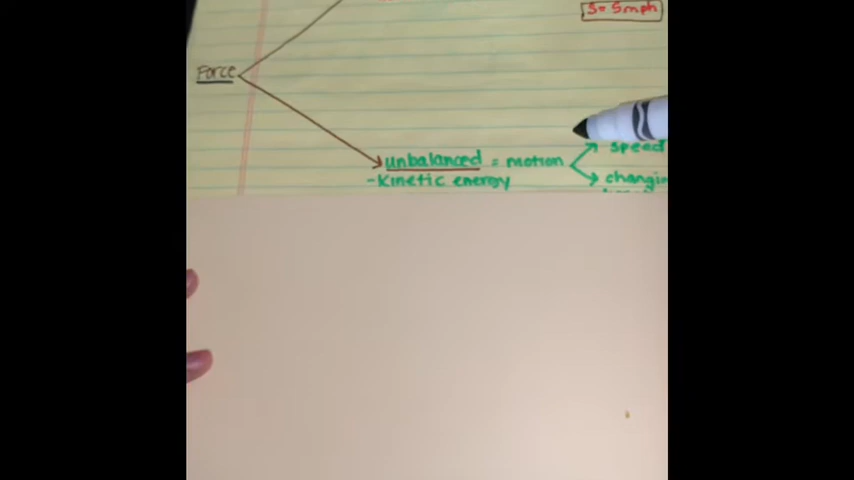 S = 5mph
Force
unbalanced = motion
speed
-Kinetic energy
changin